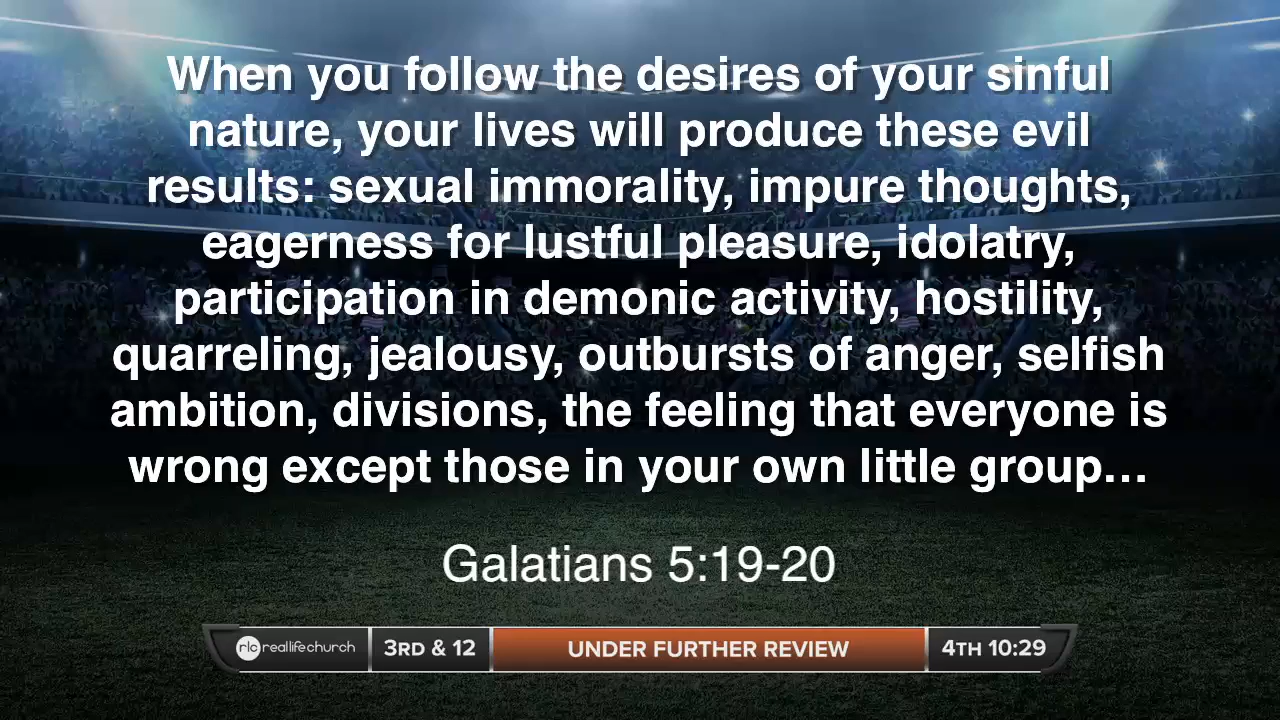 When you follow the desires of your sinful
nature, your lives will produce these evil
results: sexual immorality, impure thoughts,
eagerness for lustful pleasure, idolatry,
participation in demonic activity, hostility,
quarreling, jealousy, outbursts of anger, selfish
ambition, divisions, the feeling that everyone is
wrong except those in your own little group…
Galatians 5:19-20
rlc reallifechurch 3RD & 12 UNDER FURTHER REVIEW 4TH 10:29